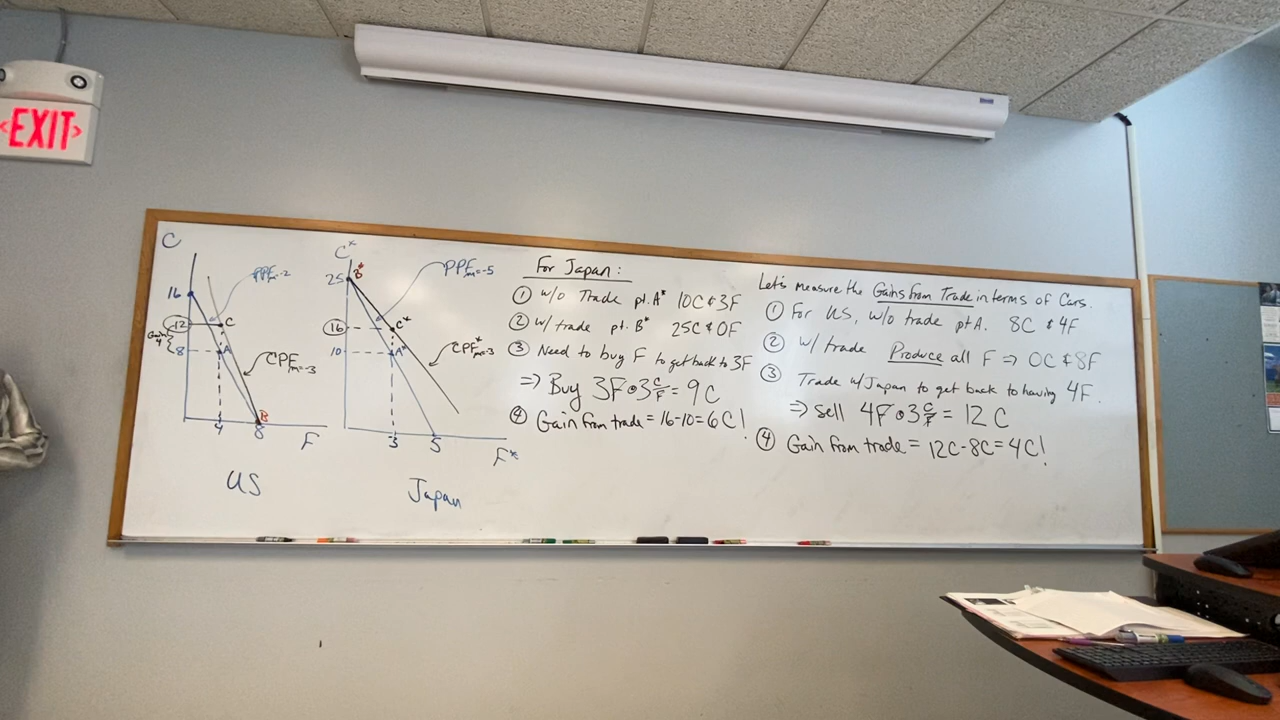 EXIT
C
PPF m=-2
16
12
C
Gain 4
8
A
CPF m=-3
B
4
8
F
US
C*
25
B*
PPF m=-5
16
C*
10
A*
CPF* m=-3
3
5
F*
Japan
For Japan:
① w/o Trade pt. A* 10C & 3F
② w/ trade pt. B* 25C & 0F
③ Need to buy F to get back to 3F
⇒ Buy 3F • 3 C/F = 9C
④ Gain from trade = 16-10 = 6C!
Let's measure the Gains from Trade in terms of Cars.
① For US, w/o trade pt A. 8C & 4F
② w/ trade Produce all F ⇒ 0C & 8F
③ Trade w/ Japan to get back to having 4F.
⇒ Sell 4F • 3 C/F = 12C
④ Gain from trade = 12C-8C = 4C!